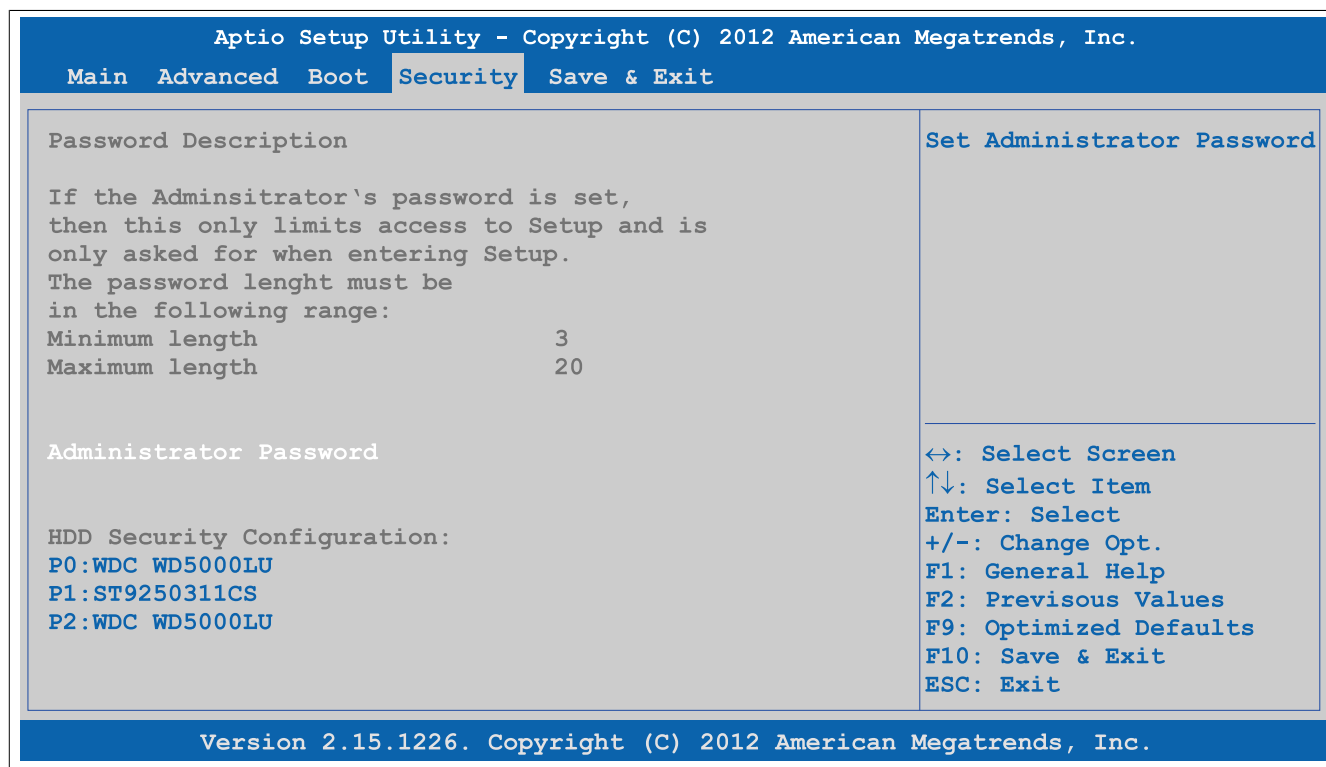 Aptio Setup Utility - Copyright (C) 2012 American Megatrends, Inc.
Main Advanced Boot Security Save & Exit
Password Description
If the Adminsitrator‘s password is set,
then this only limits access to Setup and is
only asked for when entering Setup.
The password lenght must be
in the following range:
Minimum length 3
Maximum length 20
Administrator Password
HDD Security Configuration:
P0:WDC WD5000LU
P1:ST9250311CS
P2:WDC WD5000LU
Set Administrator Password
↔: Select Screen
↑↓: Select Item
Enter: Select
+/-: Change Opt.
F1: General Help
F2: Previsous Values
F9: Optimized Defaults
F10: Save & Exit
ESC: Exit
Version 2.15.1226. Copyright (C) 2012 American Megatrends, Inc.